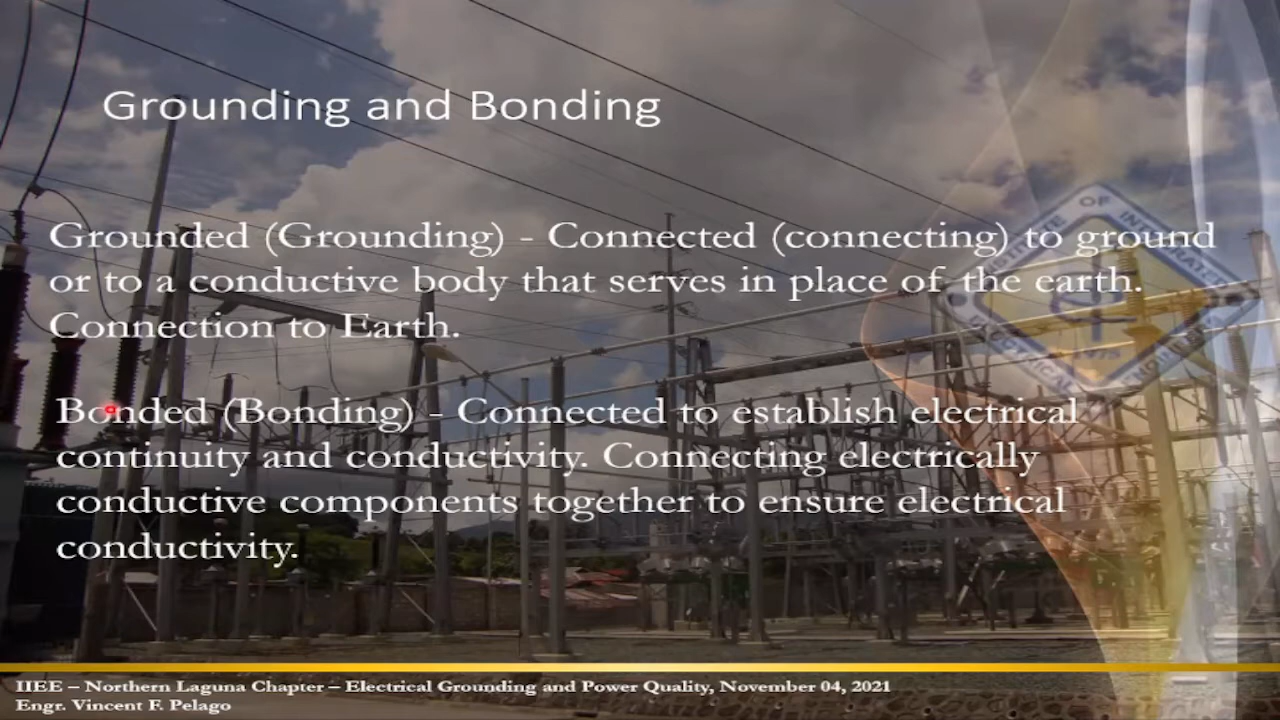 Grounding and Bonding
Grounded (Grounding) - Connected (connecting) to ground
or to a conductive body that serves in place of the earth.
Connection to Earth.
Bonded (Bonding) - Connected to establish electrical
continuity and conductivity. Connecting electrically
conductive components together to ensure electrical
conductivity.
OF
1975
IIEE – Northern Laguna Chapter – Electrical Grounding and Power Quality, November 04, 2021
Engr. Vincent F. Pelago